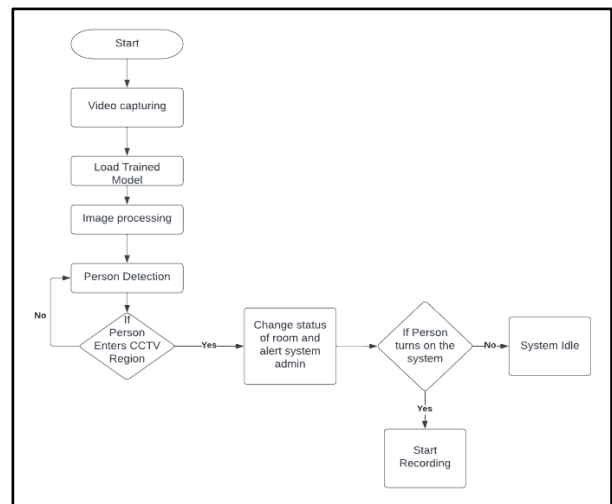 Start
Video capturing
Load Trained
Model
Image processing
Person Detection
No
If
Person
Enters CCTV
Region
Yes
Change status
of room and
alert system
admin
If Person
turns on the
system
No
System Idle
Yes
Start
Recording